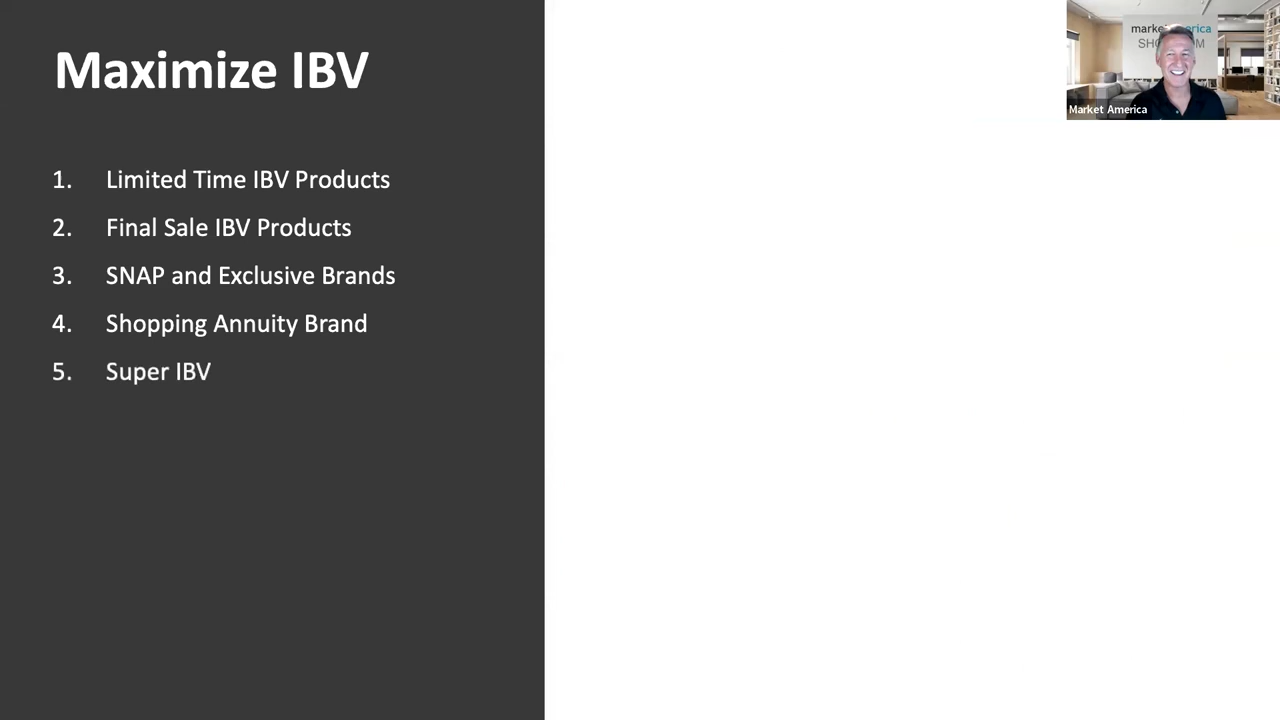 Maximize IBV
1. Limited Time IBV Products
2. Final Sale IBV Products
3. SNAP and Exclusive Brands
4. Shopping Annuity Brand
5. Super IBV
Market America